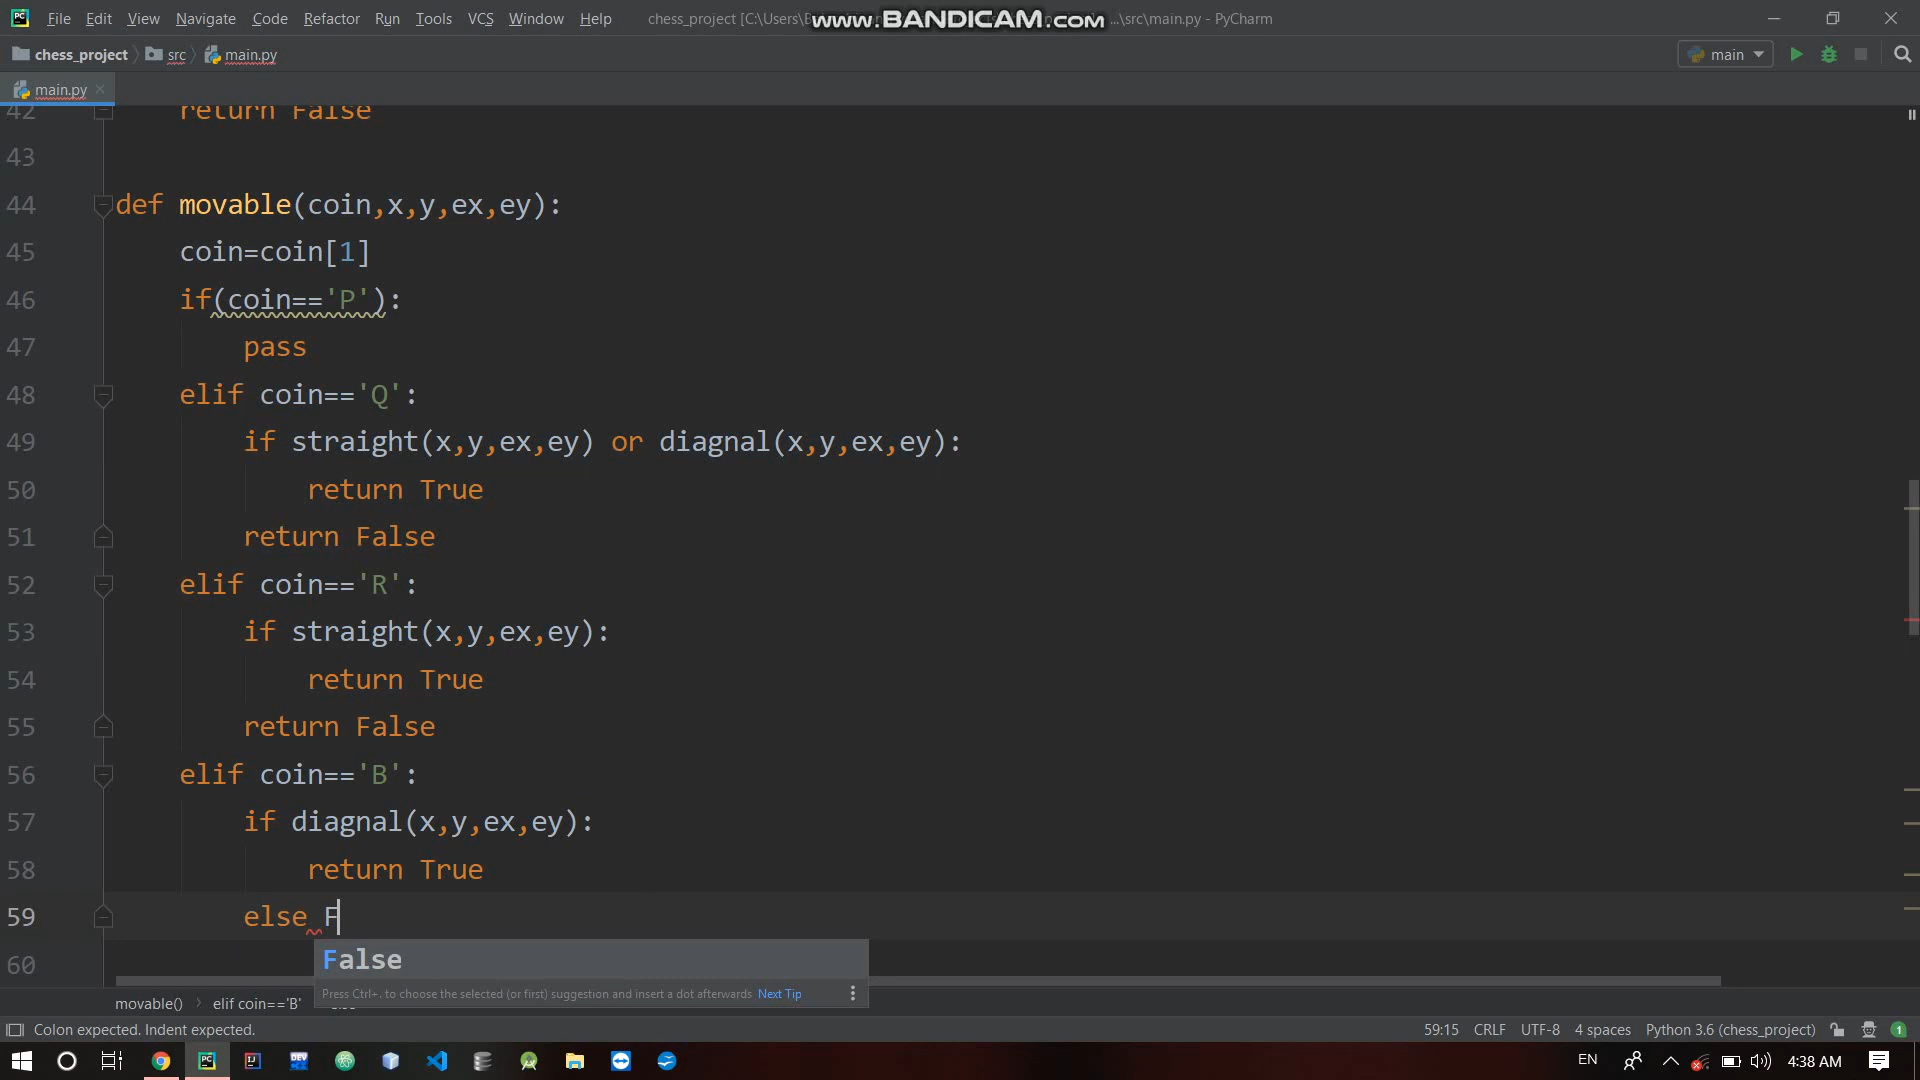 File Edit View Navigate Code Refactor Run Tools VCS Window Help chess_project [C:\Users\B ...\src\main.py - PyCharm
www.BANDICAM.com
chess_project src main.py main
main.py
42 return False
43
44 def movable(coin,x,y,ex,ey):
45 coin=coin[1]
46 if(coin=='P'):
47 pass
48 elif coin=='Q':
49 if straight(x,y,ex,ey) or diagnal(x,y,ex,ey):
50 return True
51 return False
52 elif coin=='R':
53 if straight(x,y,ex,ey):
54 return True
55 return False
56 elif coin=='B':
57 if diagnal(x,y,ex,ey):
58 return True
59 else F
60 False
Press Ctrl+. to choose the selected (or first) suggestion and insert a dot afterwards Next Tip
movable() elif coin=='B'
Colon expected. Indent expected. 59:15 CRLF UTF-8 4 spaces Python 3.6 (chess_project) 1
EN 4:38 AM